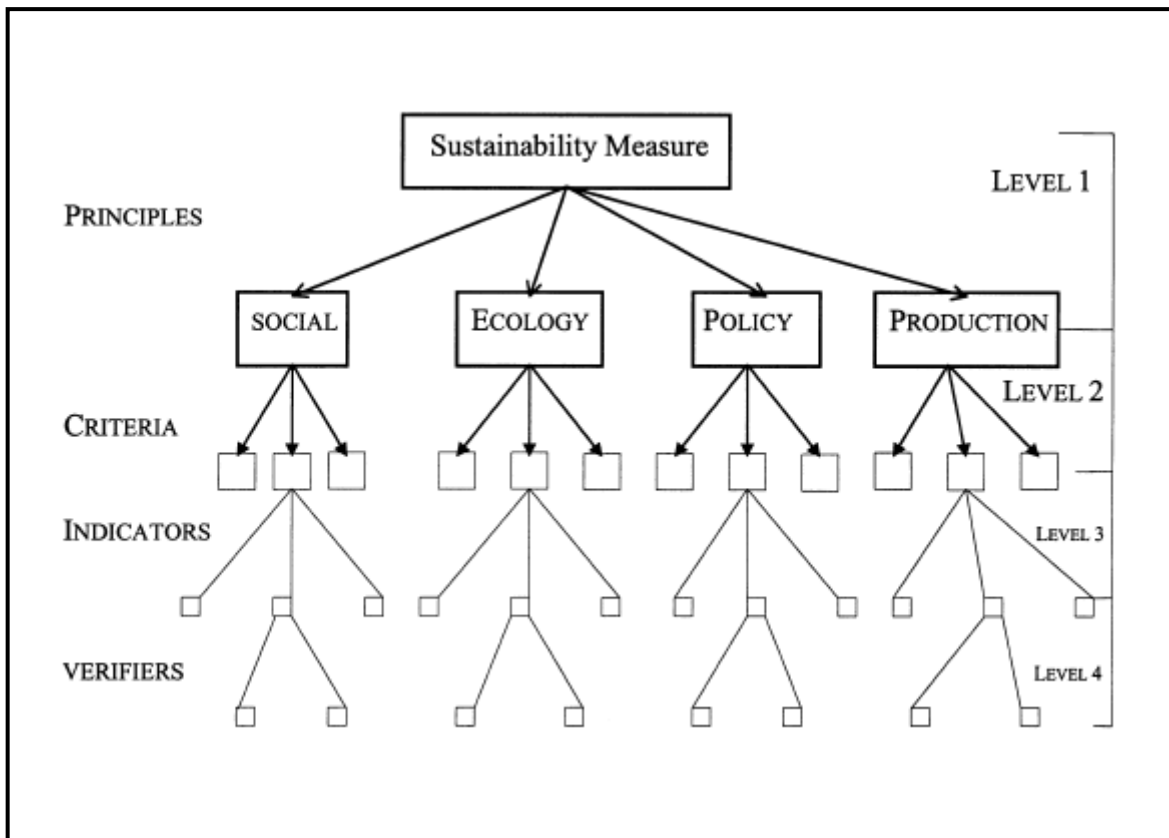 Sustainability Measure
LEVEL 1
PRINCIPLES
SOCIAL
ECOLOGY
POLICY
PRODUCTION
LEVEL 2
CRITERIA
INDICATORS
LEVEL 3
VERIFIERS
LEVEL 4